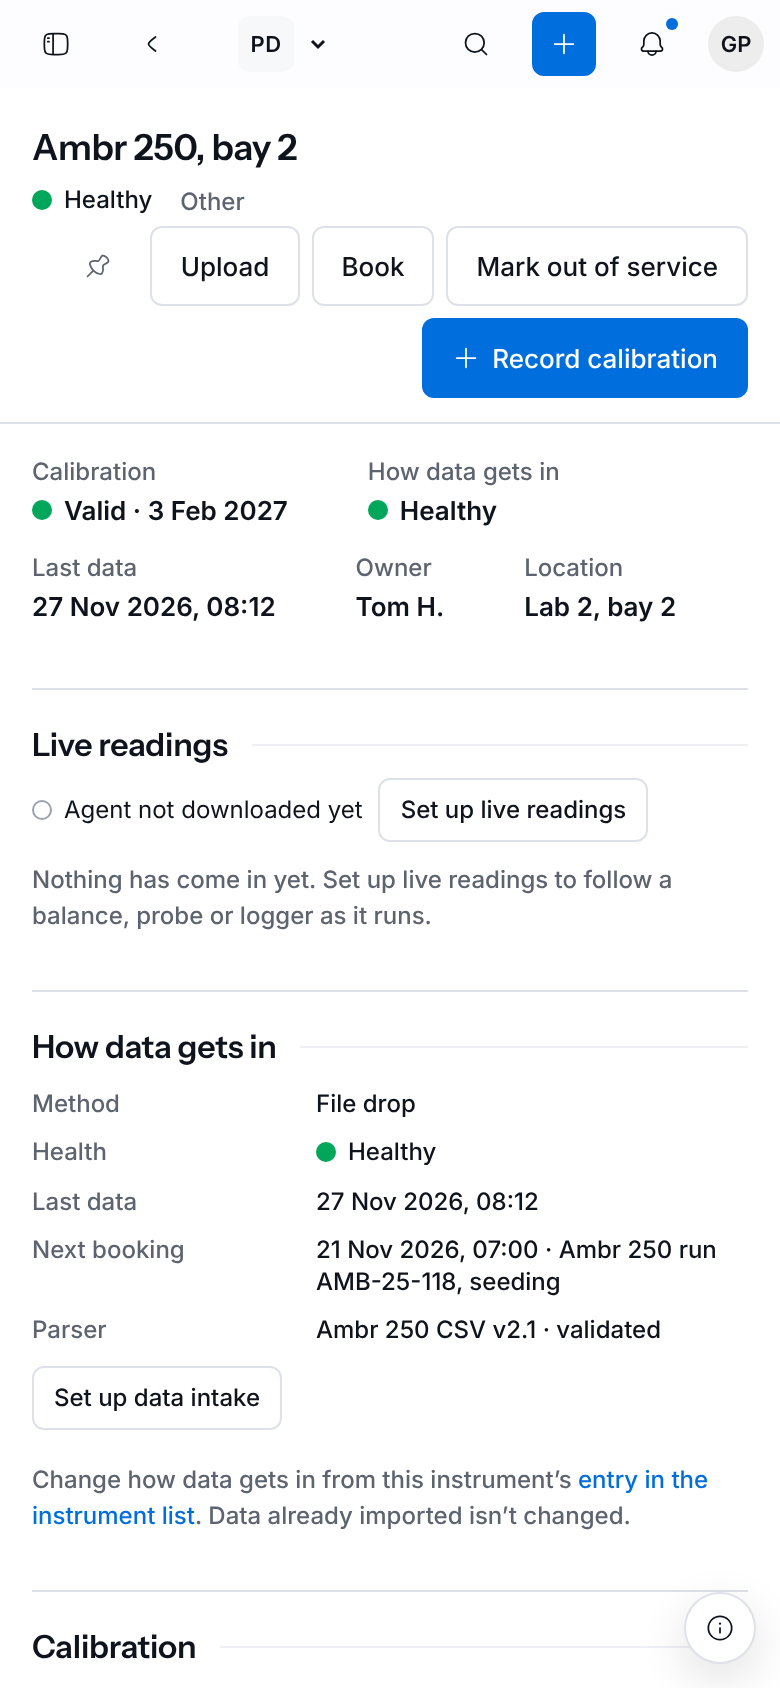 PD
GP
Ambr 250, bay 2
Healthy Other
Upload Book Mark out of service
Record calibration
Calibration How data gets in
Valid · 3 Feb 2027 Healthy
Last data Owner Location
27 Nov 2026, 08:12 Tom H. Lab 2, bay 2
Live readings
Agent not downloaded yet Set up live readings
Nothing has come in yet. Set up live readings to follow a
balance, probe or logger as it runs.
How data gets in
Method File drop
Health Healthy
Last data 27 Nov 2026, 08:12
Next booking 21 Nov 2026, 07:00 · Ambr 250 run
AMB-25-118, seeding
Parser Ambr 250 CSV v2.1 · validated
Set up data intake
Change how data gets in from this instrument’s entry in the
instrument list. Data already imported isn’t changed.
Calibration